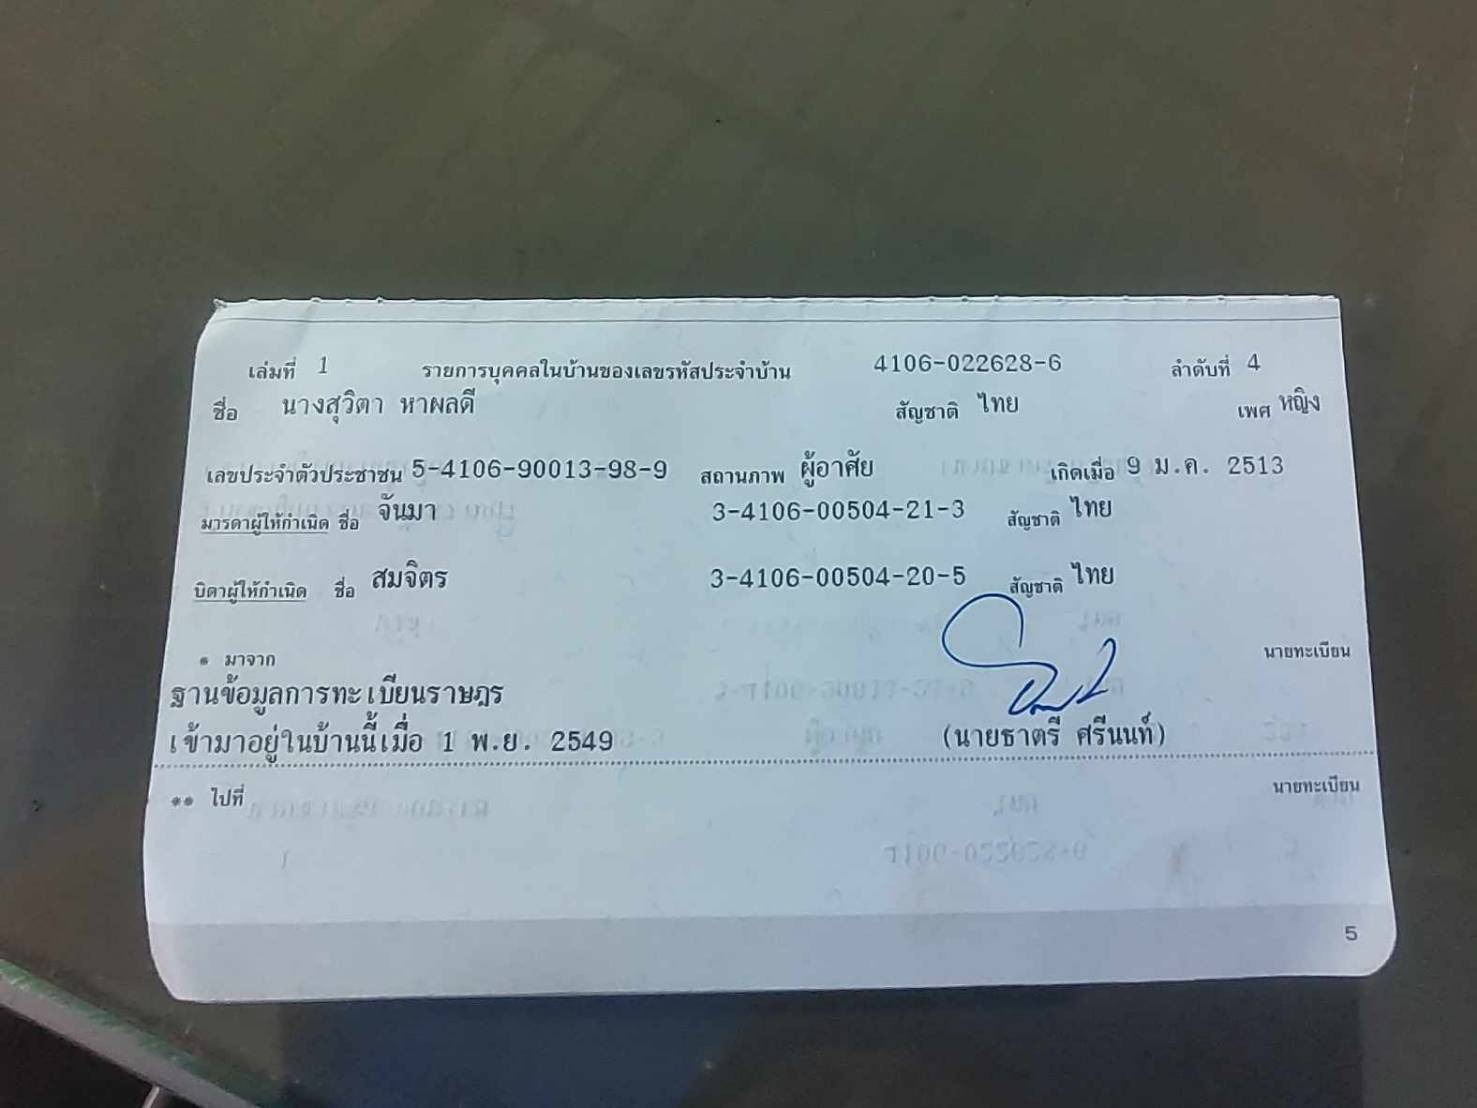 เล่มที่ 1 รายการบุคคลในบ้านของเลขรหัสประจำบ้าน 4106-022628-6 ลำดับที่ 4
ชื่อ นางสุวิตา หาผลดี สัญชาติ ไทย เพศ หญิง
เลขประจำตัวประชาชน 5-4106-90013-98-9 สถานภาพ ผู้อาศัย เกิดเมื่อ 9 ม.ค. 2513
มารดาผู้ให้กำเนิด ชื่อ จันมา 3-4106-00504-21-3 สัญชาติ ไทย
บิดาผู้ให้กำเนิด ชื่อ สมจิตร 3-4106-00504-20-5 สัญชาติ ไทย
* มาจาก นายทะเบียน
ฐานข้อมูลการทะเบียนราษฎร
เข้ามาอยู่ในบ้านนี้เมื่อ 1 พ.ย. 2549 (นายธาตรี ศรีนนท์)
** ไปที่ นายทะเบียน
5